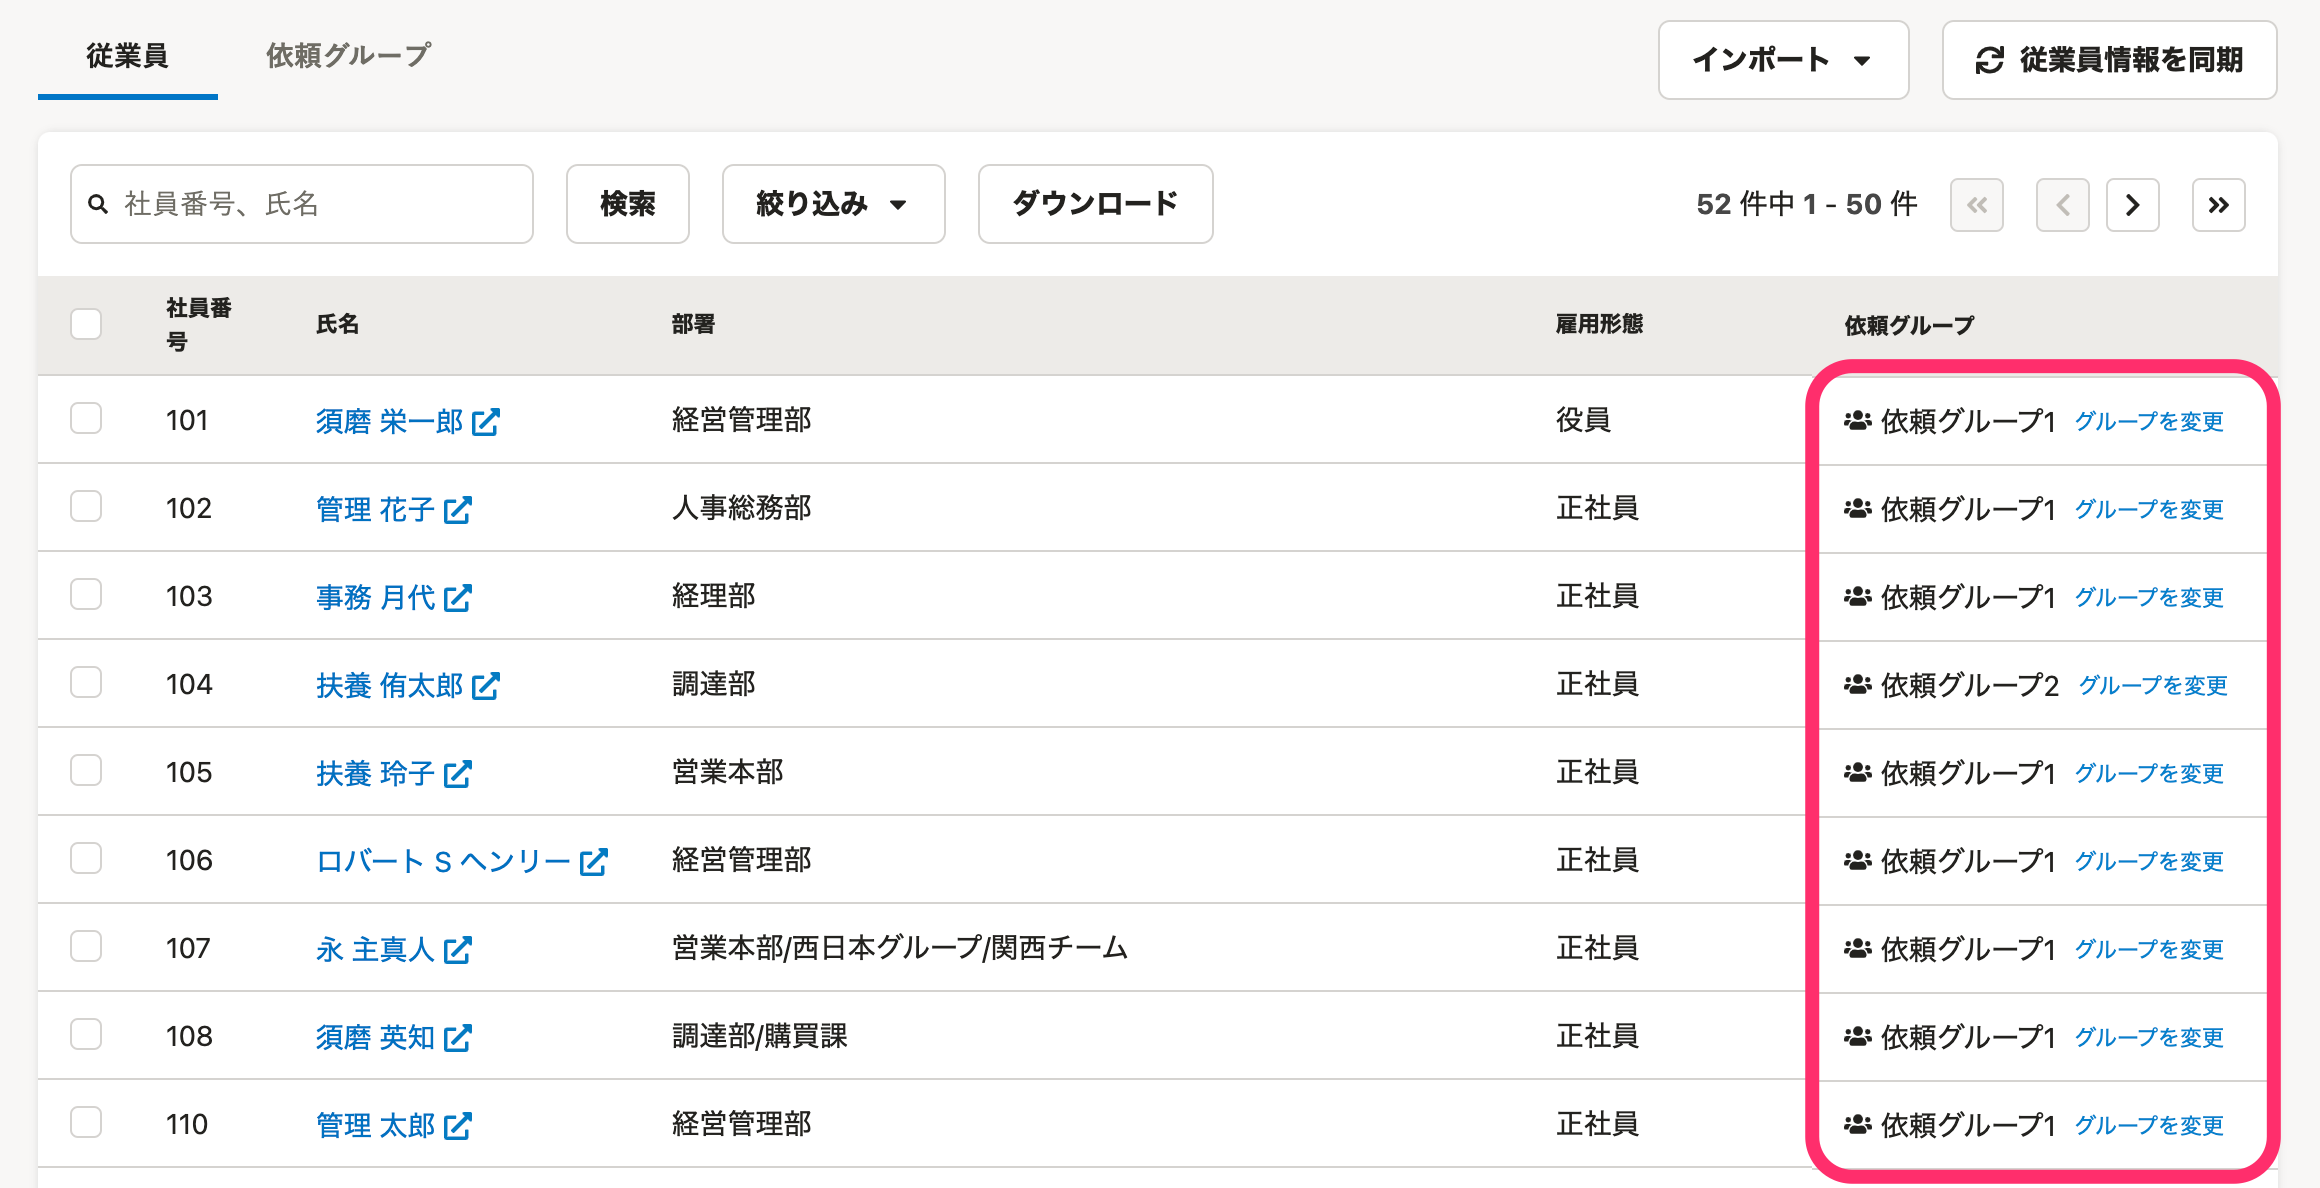 従業員 依頼グループ インポート 従業員情報を同期
社員番号、氏名 検索 絞り込み ダウンロード 52 件中 1 - 50 件
社員番
号 氏名 部署 雇用形態 依頼グループ
101 須磨 栄一郎 経営管理部 役員 依頼グループ1 グループを変更
102 管理 花子 人事総務部 正社員 依頼グループ1 グループを変更
103 事務 月代 経理部 正社員 依頼グループ1 グループを変更
104 扶養 侑太郎 調達部 正社員 依頼グループ2 グループを変更
105 扶養 玲子 営業本部 正社員 依頼グループ1 グループを変更
106 ロバート S ヘンリー 経営管理部 正社員 依頼グループ1 グループを変更
107 永 主真人 営業本部/西日本グループ/関西チーム 正社員 依頼グループ1 グループを変更
108 須磨 英知 調達部/購買課 正社員 依頼グループ1 グループを変更
110 管理 太郎 経営管理部 正社員 依頼グループ1 グループを変更